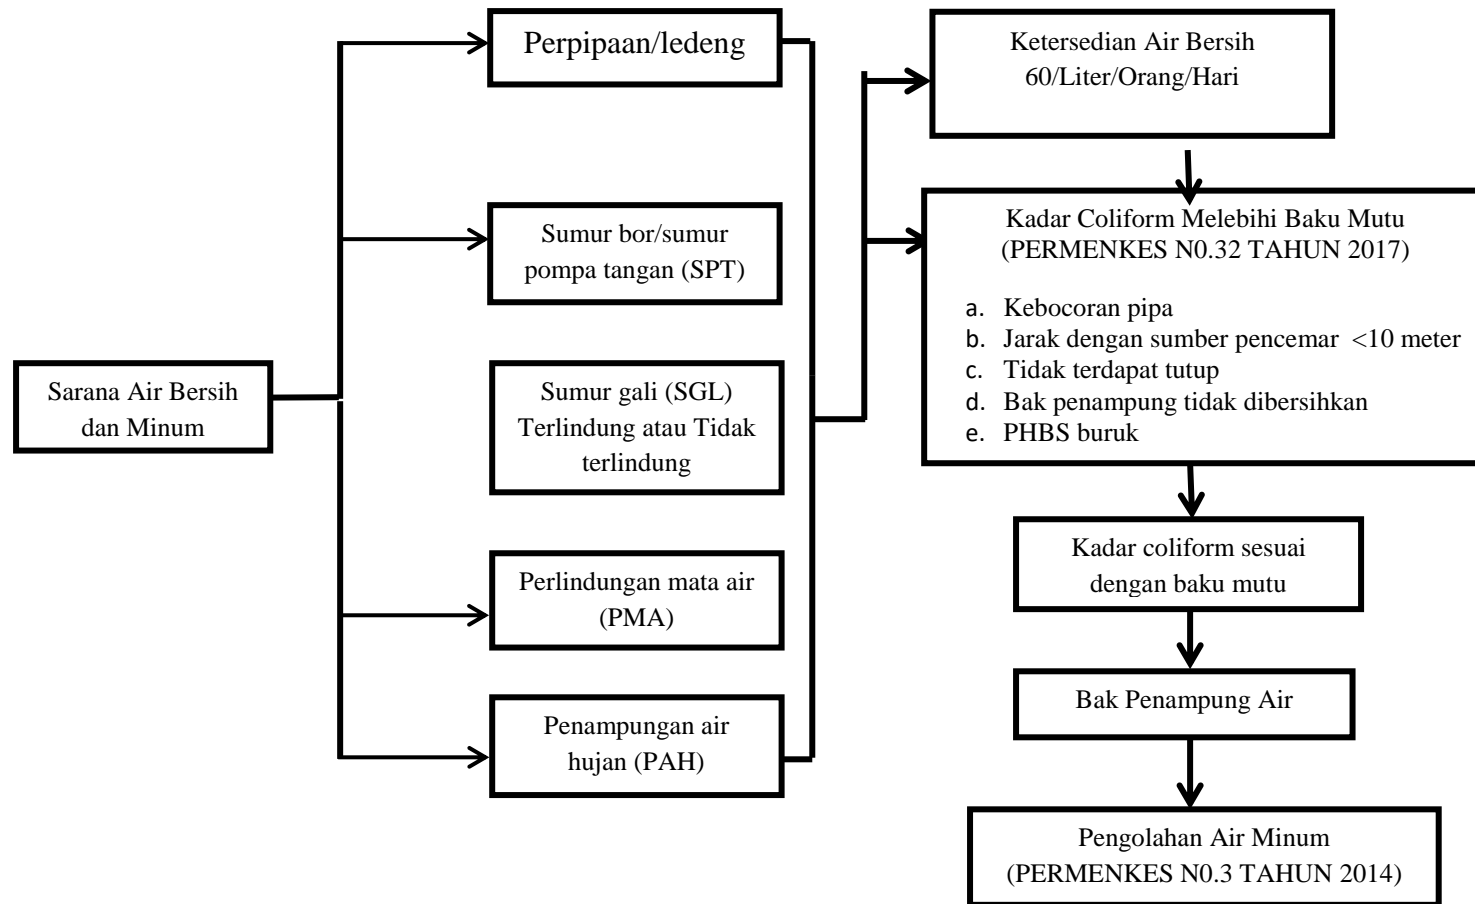 Sarana Air Bersih
dan Minum
Perpipaan/ledeng
Sumur bor/sumur
pompa tangan (SPT)
Sumur gali (SGL)
Terlindung atau Tidak
terlindung
Perlindungan mata air
(PMA)
Penampungan air
hujan (PAH)
Ketersedian Air Bersih
60/Liter/Orang/Hari
Kadar Coliform Melebihi Baku Mutu
(PERMENKES N0.32 TAHUN 2017)
a. Kebocoran pipa
b. Jarak dengan sumber pencemar <10 meter
c. Tidak terdapat tutup
d. Bak penampung tidak dibersihkan
e. PHBS buruk
Kadar coliform sesuai
dengan baku mutu
Bak Penampung Air
Pengolahan Air Minum
(PERMENKES N0.3 TAHUN 2014)